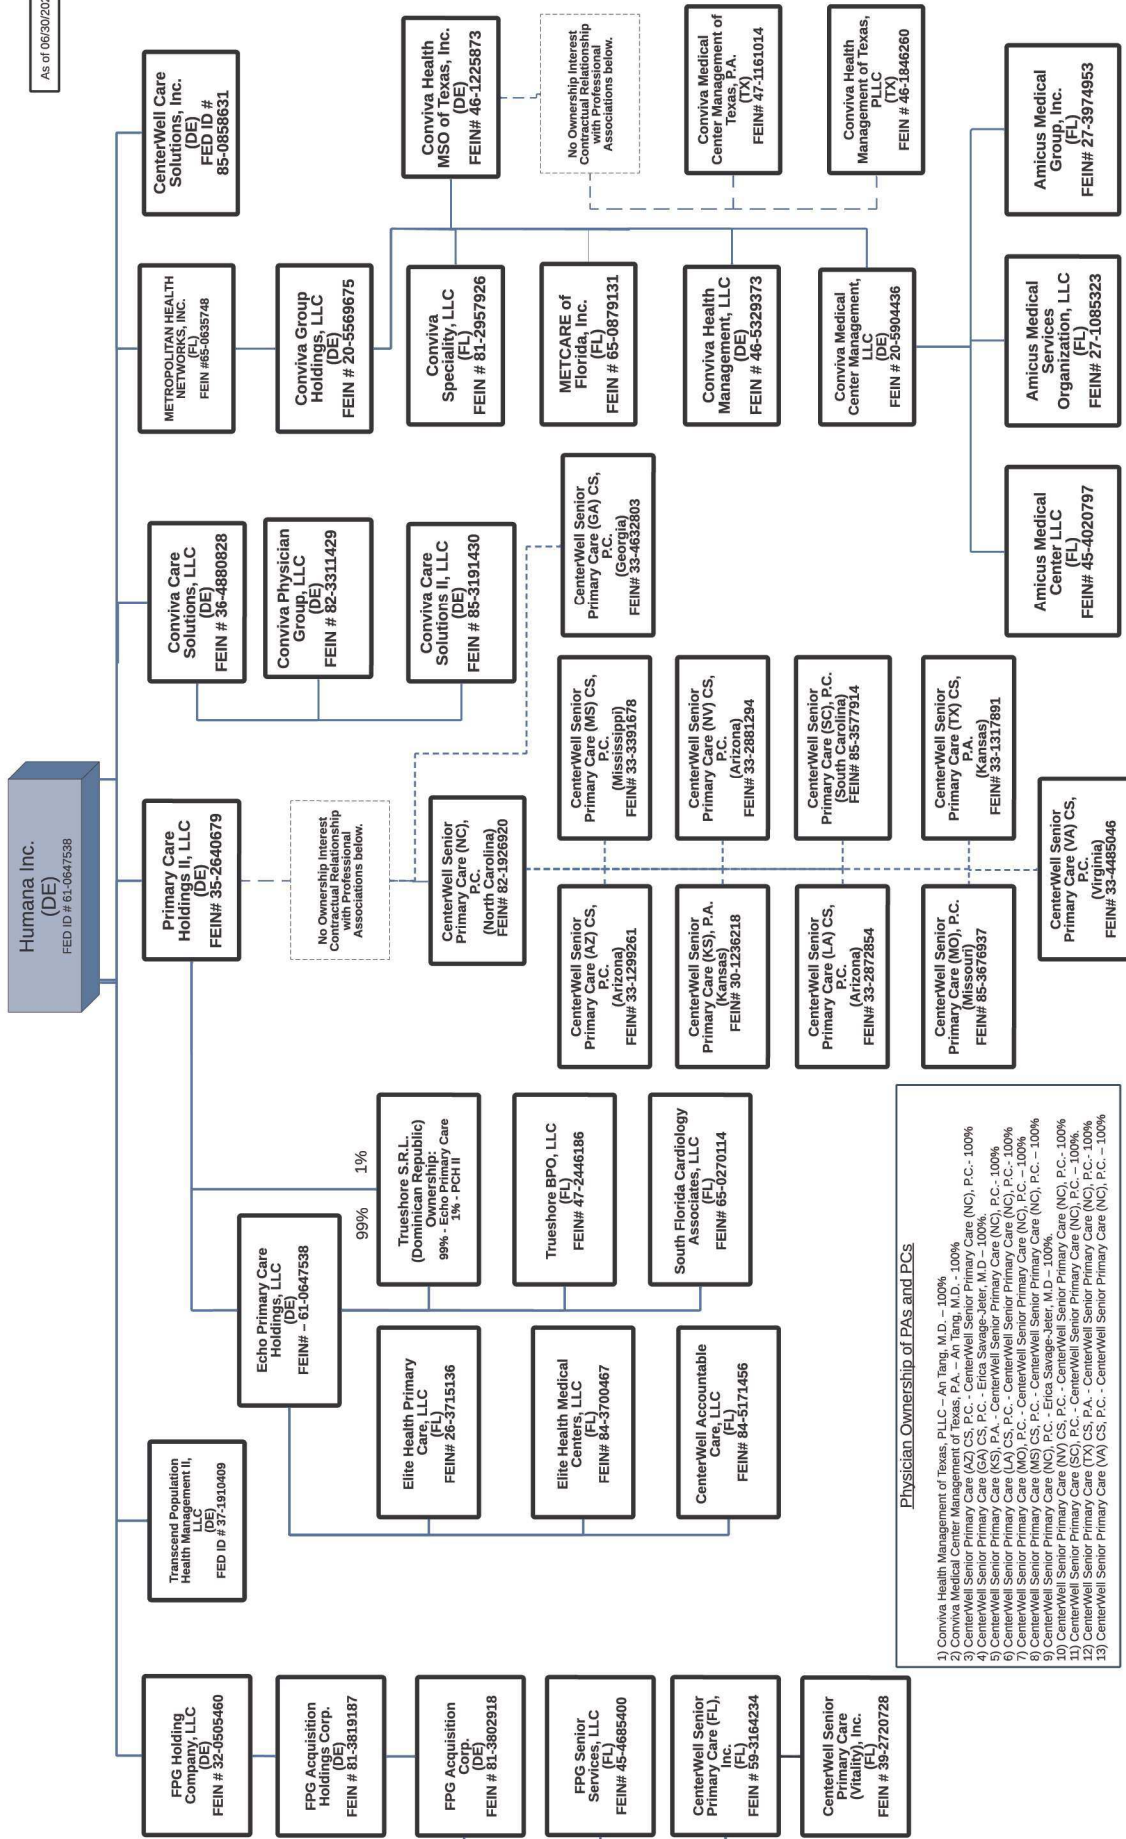 As of 06/30/202
Humana Inc.
(DE)
FED ID # 61-0647538
FPG Holding
Company, LLC
(DE)
FEIN # 32-0505460
FPG Acquisition
Holdings Corp.
(DE)
FEIN # 81-3819187
FPG Acquisition
Corp.
(DE)
FEIN # 81-3802918
FPG Senior
Services, LLC
(FL)
FEIN# 45-4685400
CenterWell Senior
Primary Care (FL),
Inc.
(FL)
FEIN # 59-3164234
CenterWell Senior
Primary Care
(Vitality), Inc.
(FL)
FEIN # 39-2720728
Transcend Population
Health Management II,
LLC
(DE)
FED ID # 37-1910409
Echo Primary Care
Holdings, LLC
(DE)
FEIN# – 61-0647538
99%
1%
Elite Health Primary
Care, LLC
(FL)
FEIN# 26-3715136
Elite Health Medical
Centers, LLC
(FL)
FEIN# 84-3700467
CenterWell Accountable
Care, LLC
(FL)
FEIN# 84-5171456
Trueshore S.R.L.
(Dominican Republic)
Ownership:
99% - Echo Primary Care
1% - PCH II
Trueshore BPO, LLC
(FL)
FEIN# 47-2446186
South Florida Cardiology
Associates, LLC
(FL)
FEIN# 65-0270114
Primary Care
Holdings II, LLC
(DE)
FEIN# 35-2640679
No Ownership Interest
Contractual Relationship
with Professional
Associations below.
CenterWell Senior
Primary Care (NC),
P.C.
(North Carolina)
FEIN# 82-1926920
CenterWell Senior
Primary Care (AZ) CS,
P.C.
(Arizona)
FEIN# 33-1299261
CenterWell Senior
Primary Care (KS), P.A.
(Kansas)
FEIN# 30-1236218
CenterWell Senior
Primary Care (LA) CS,
P.C.
(Arizona)
FEIN# 33-2872854
CenterWell Senior
Primary Care (MO), P.C.
(Missouri)
FEIN# 85-3676937
CenterWell Senior
Primary Care (MS) CS,
P.C.
(Mississippi)
FEIN# 33-3391678
CenterWell Senior
Primary Care (NV) CS,
P.C.
(Arizona)
FEIN# 33-2881294
CenterWell Senior
Primary Care (SC), P.C.
(South Carolina)
FEIN# 85-3577914
CenterWell Senior
Primary Care (TX) CS,
P.A.
(Kansas)
FEIN# 33-1317891
CenterWell Senior
Primary Care (VA) CS,
P.C.
(Virginia)
FEIN# 33-4485046
CenterWell Senior
Primary Care (GA) CS,
P.C.
(Georgia)
FEIN# 33-4632803
Conviva Care
Solutions, LLC
(DE)
FEIN # 36-4880828
Conviva Physician
Group, LLC
(DE)
FEIN # 82-3311429
Conviva Care
Solutions II, LLC
(DE)
FEIN # 85-3191430
METROPOLITAN HEALTH
NETWORKS, INC.
(FL)
FEIN #65-0635748
Conviva Group
Holdings, LLC
(DE)
FEIN # 20-5569675
Conviva
Speciality, LLC
(FL)
FEIN # 81-2957926
METCARE of
Florida, Inc.
(FL)
FEIN # 65-0879131
Conviva Health
Management, LLC
(DE)
FEIN # 46-5329373
Conviva Medical
Center Management,
LLC
(DE)
FEIN # 20-5904436
CenterWell Care
Solutions, Inc.
(DE)
FED ID #
85-0858631
Conviva Health
MSO of Texas, Inc.
(DE)
FEIN# 46-1225873
No Ownership Interest
Contractual Relationship
with Professional
Associations below.
Conviva Medical
Center Management of
Texas, P.A.
(TX)
FEIN# 47-1161014
Conviva Health
Management of Texas,
PLLC
(TX)
FEIN # 46-1846260
Amicus Medical
Center LLC
(FL)
FEIN# 45-4020797
Amicus Medical
Services
Organization, LLC
(FL)
FEIN# 27-1085323
Amicus Medical
Group, Inc.
(FL)
FEIN# 27-3974953
Physician Ownership of PAs and PCs
1) Conviva Health Management of Texas, PLLC – An Tang, M.D. – 100%
2) Conviva Medical Center Management of Texas, P.A. – An Tang, M.D. - 100%
3) CenterWell Senior Primary Care (AZ) CS, P.C. - CenterWell Senior Primary Care (NC), P.C.- 100%
4) CenterWell Senior Primary Care (GA) CS, P.C. - Erica Savage-Jeter, M.D – 100%.
5) CenterWell Senior Primary Care (KS), P.A. - CenterWell Senior Primary Care (NC), P.C.- 100%
6) CenterWell Senior Primary Care (LA) CS, P.C. - CenterWell Senior Primary Care (NC), P.C.- 100%
7) CenterWell Senior Primary Care (MO), P.C. - CenterWell Senior Primary Care (NC), P.C. – 100%
8) CenterWell Senior Primary Care (MS) CS, P.C. - CenterWell Senior Primary Care (NC), P.C. – 100%
9) CenterWell Senior Primary Care (NC), P.C. - Erica Savage-Jeter, M.D – 100%.
10) CenterWell Senior Primary Care (NV) CS, P.C. - CenterWell Senior Primary Care (NC), P.C.- 100%
11) CenterWell Senior Primary Care (SC), P.C. - CenterWell Senior Primary Care (NC), P.C. – 100%.
12) CenterWell Senior Primary Care (TX) CS, P.A. - CenterWell Senior Primary Care (NC), P.C.- 100%
13) CenterWell Senior Primary Care (VA) CS, P.C. - CenterWell Senior Primary Care (NC), P.C. – 100%